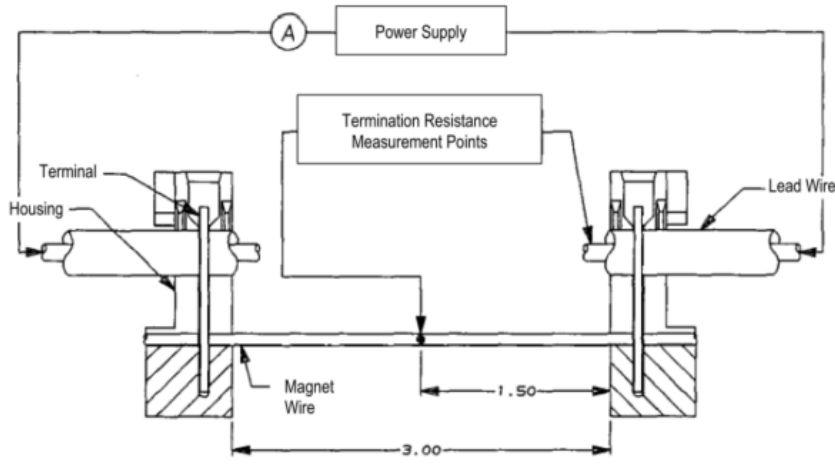 A
Power Supply
Termination Resistance
Measurement Points
Terminal
Housing
Lead Wire
Magnet
Wire
1.50
3.00